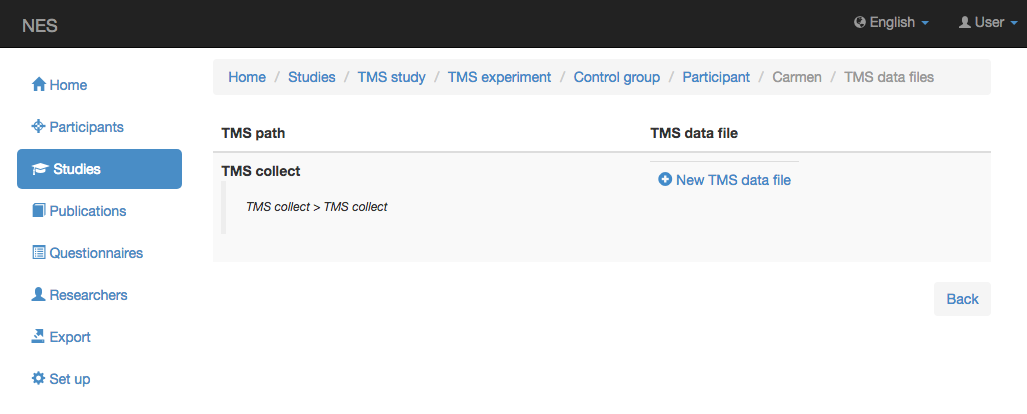 NES
English
User
Home / Studies / TMS study / TMS experiment / Control group / Participant / Carmen / TMS data files
Home
Participants
Studies
Publications
Questionnaires
Researchers
Export
Set up
TMS path
TMS data file
TMS collect
New TMS data file
TMS collect > TMS collect
Back